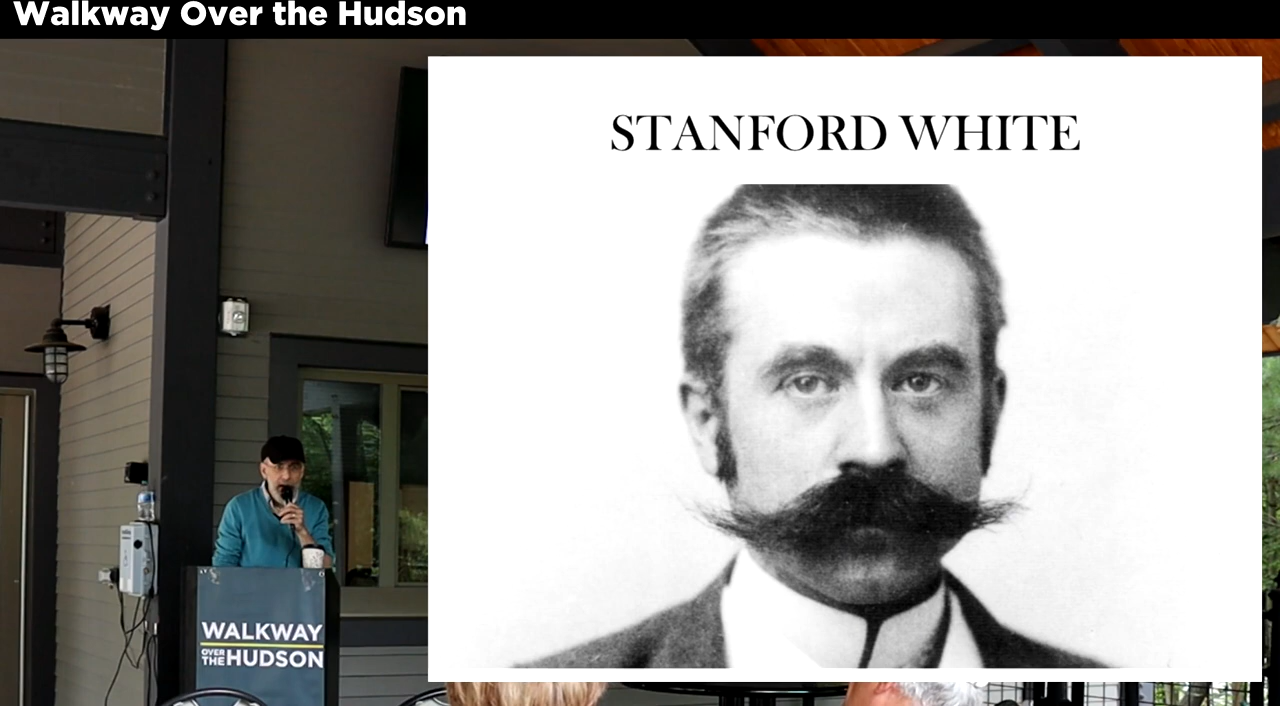 Walkway Over the Hudson
STANFORD WHITE
WALKWAY
OVER THE HUDSON